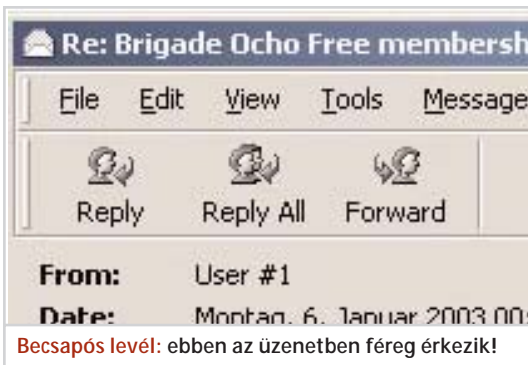 Re: Brigade Ocho Free membersh
File Edit View Tools Message
Reply Reply All Forward
From: User #1
Date: Montag, 6. Januar 2003 00:
Becsapós levél: ebben az üzenetben féreg érkezik!